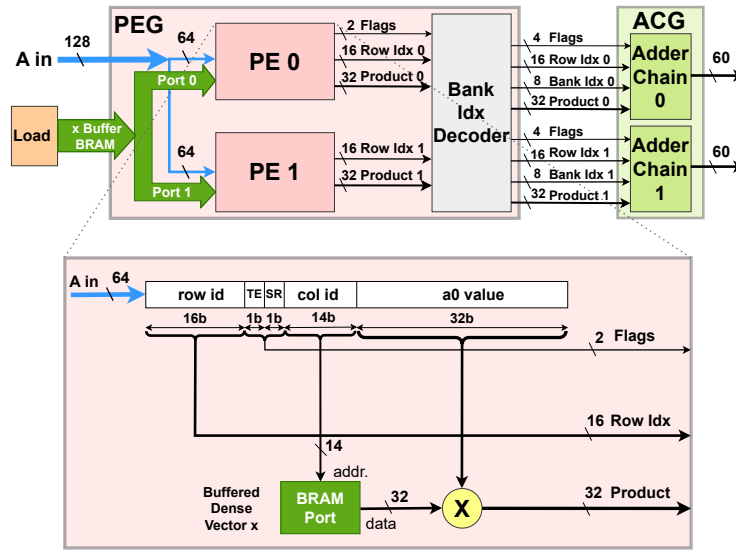 PEG
ACG
A in
128
64
2 Flags
16 Row Idx 0
32 Product 0
PE 0
Port 0
Load
x Buffer
BRAM
64
Port 1
PE 1
16 Row Idx 1
32 Product 1
Bank
Idx
Decoder
4 Flags
16 Row Idx 0
8 Bank Idx 0
32 Product 0
4 Flags
16 Row Idx 1
8 Bank Idx 1
32 Product 1
Adder
Chain
0
60
Adder
Chain
1
60
A in
64
row id
TE
SR
col id
a0 value
16b
1b
1b
14b
32b
2 Flags
16 Row Idx
14
addr.
Buffered
Dense
Vector x
BRAM
Port
32
data
X
32 Product